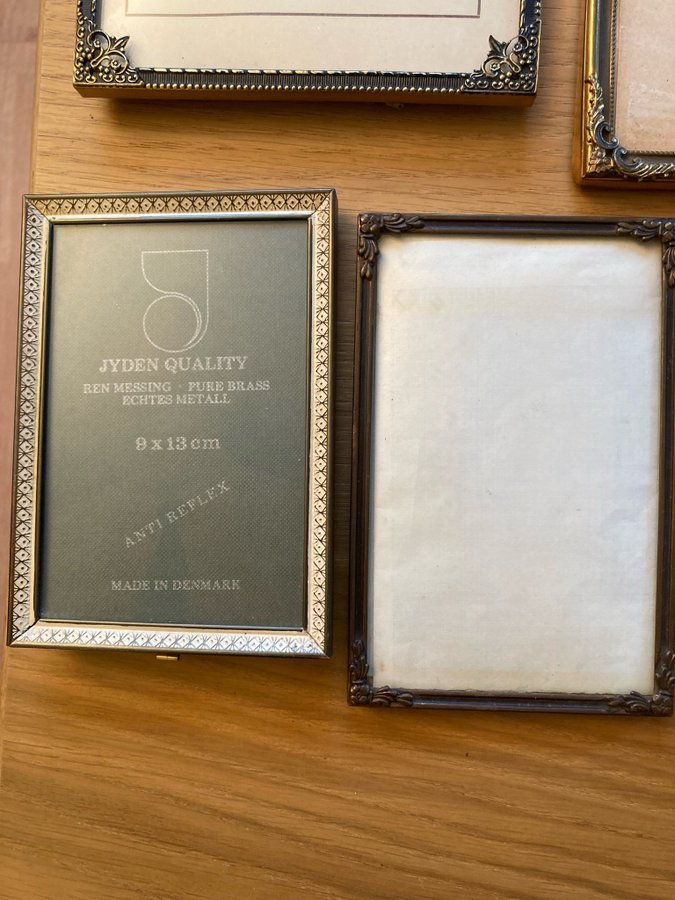 JYDEN QUALITY
REN MESSING · PURE BRASS
ECHTES METALL
9 x 13 cm
ANTI REFLEX
MADE IN DENMARK